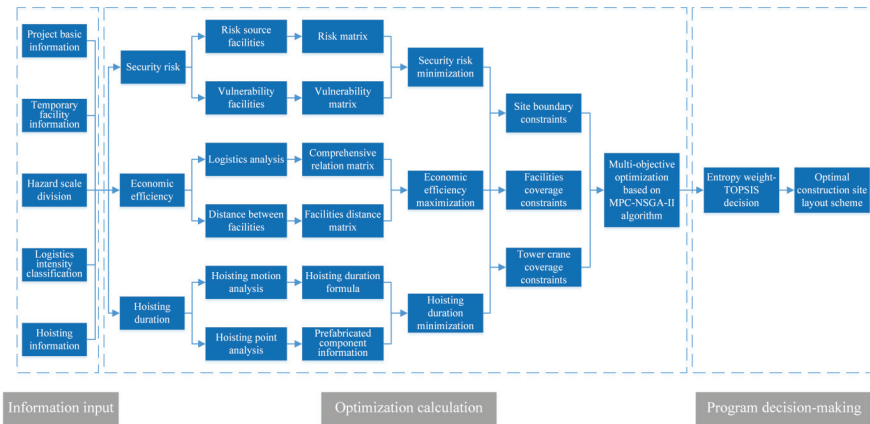 Project basic
information
Temporary
facility
information
Hazard scale
division
Logistics
intensity
classification
Hoisting
information
Security risk
Economic
efficiency
Hoisting
duration
Risk source
facilities
Vulnerability
facilities
Logistics analysis
Distance between
facilities
Hoisting motion
analysis
Hoisting point
analysis
Risk matrix
Vulnerability
matrix
Comprehensive
relation matrix
Facilities distance
matrix
Hoisting duration
formula
Prefabricated
component
information
Security risk
minimization
Economic
efficiency
maximization
Hoisting
duration
minimization
Site boundary
constraints
Facilities
coverage
constraints
Tower crane
coverage
constraints
Multi-objective
optimization
based on
MPC-NSGA-II
algorithm
Entropy weight-
TOPSIS
decision
Optimal
construction site
layout scheme
Information input
Optimization calculation
Program decision-making